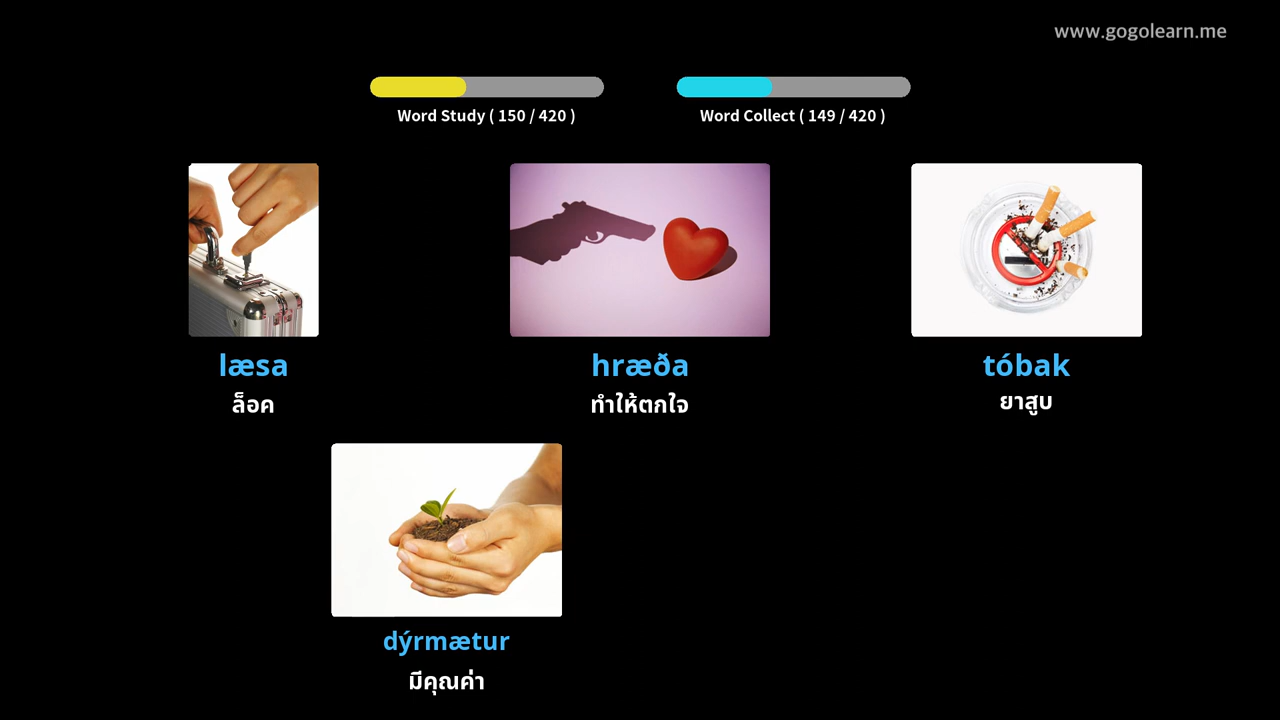 www.gogolearn.me
Word Study ( 150 / 420 )
Word Collect ( 149 / 420 )
læsa
ล็อค
hræða
ทำให้ตกใจ
tóbak
ยาสูบ
dýrmætur
มีคุณค่า